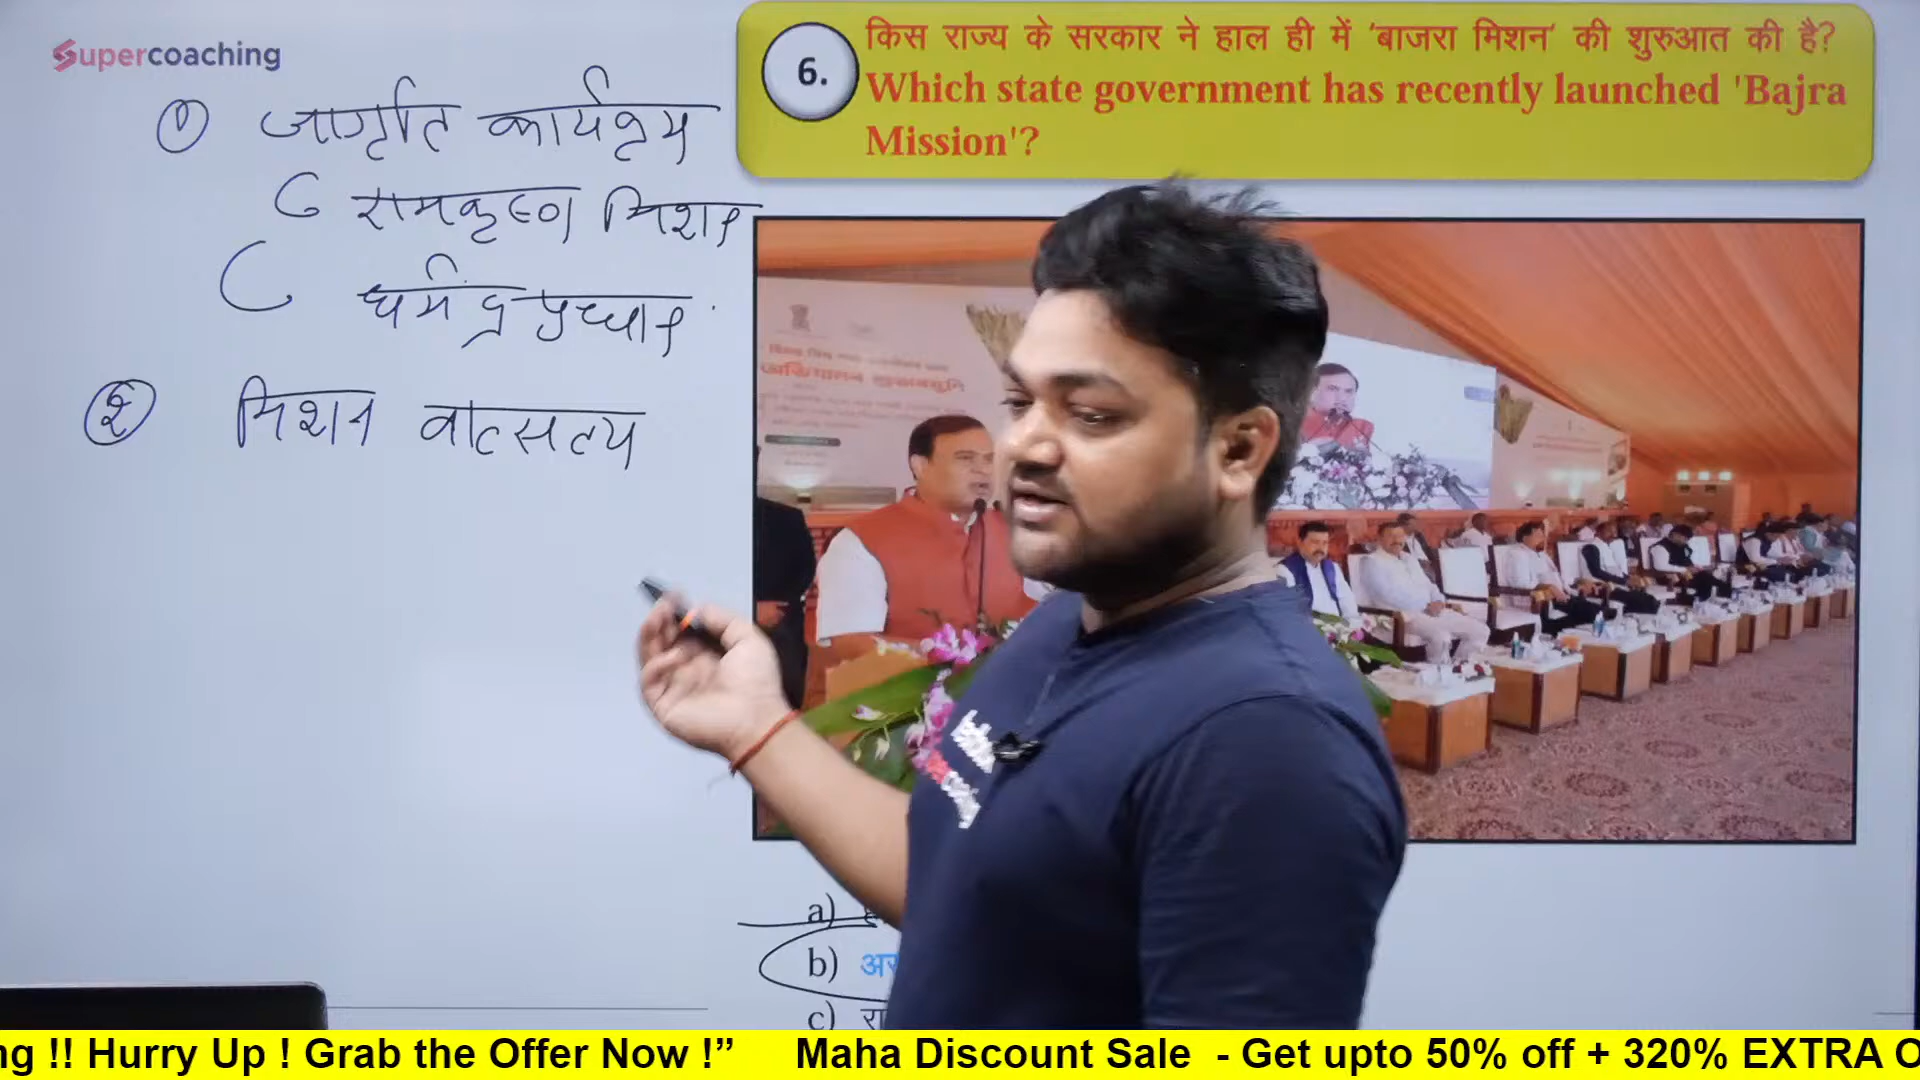 Supercoaching
6.
किस राज्य के सरकार ने हाल ही में 'बाजरा मिशन' की शुरुआत की है?
Which state government has recently launched 'Bajra
Mission'?
① जागृति कार्यक्रम
रामकृष्ण मिशन
धर्मेंद्र प्रधान
② मिशन वात्सल्य
a)
b)
c) रा
ng !! Hurry Up ! Grab the Offer Now !” Maha Discount Sale - Get upto 50% off + 320% EXTRA O